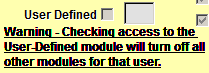 User Defined
Warning - Checking access to the
User-Defined module will turn off all
other modules for that user.